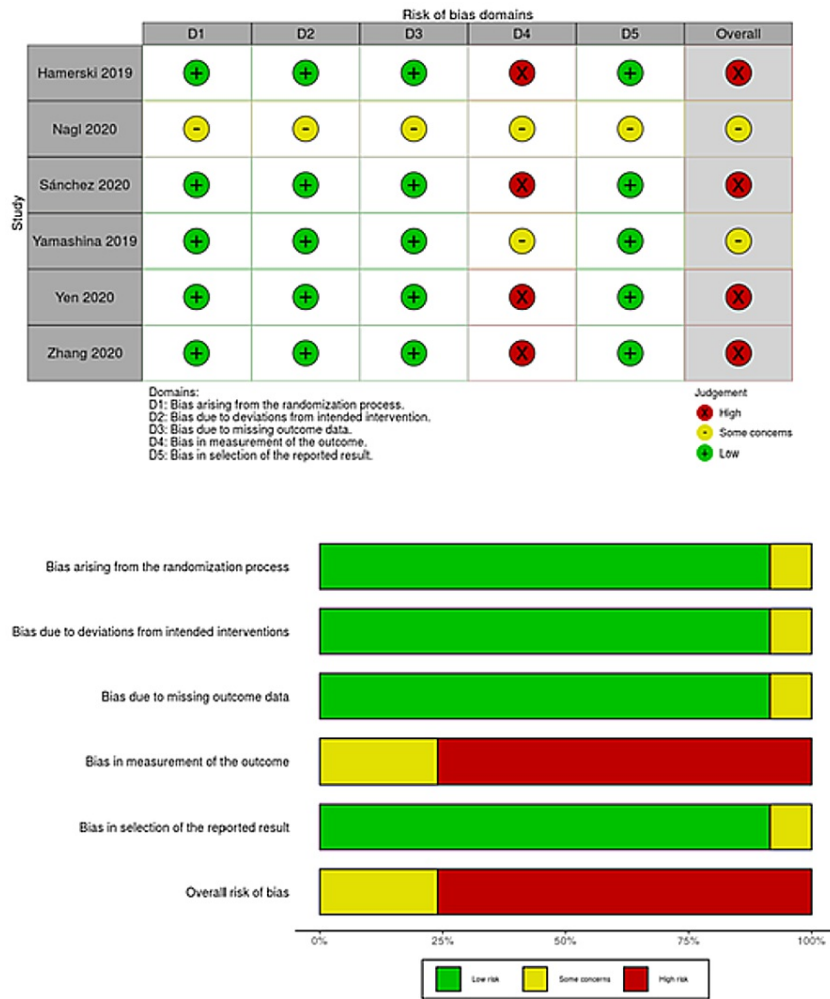 Risk of bias domains
D1 D2 D3 D4 D5 Overall
Study
Hamerski 2019 + + + X + X
Nagl 2020 - - - - - -
Sánchez 2020 + + + X + X
Yamashina 2019 + + + - + -
Yen 2020 + + + X + X
Zhang 2020 + + + X + X
Domains:
D1: Bias arising from the randomization process.
D2: Bias due to deviations from intended intervention.
D3: Bias due to missing outcome data.
D4: Bias in measurement of the outcome.
D5: Bias in selection of the reported result.
Judgement
X High
- Some concerns
+ Low
Bias arising from the randomization process
Bias due to deviations from intended interventions
Bias due to missing outcome data
Bias in measurement of the outcome
Bias in selection of the reported result
Overall risk of bias
0% 25% 50% 75% 100%
Low risk Some concerns High risk